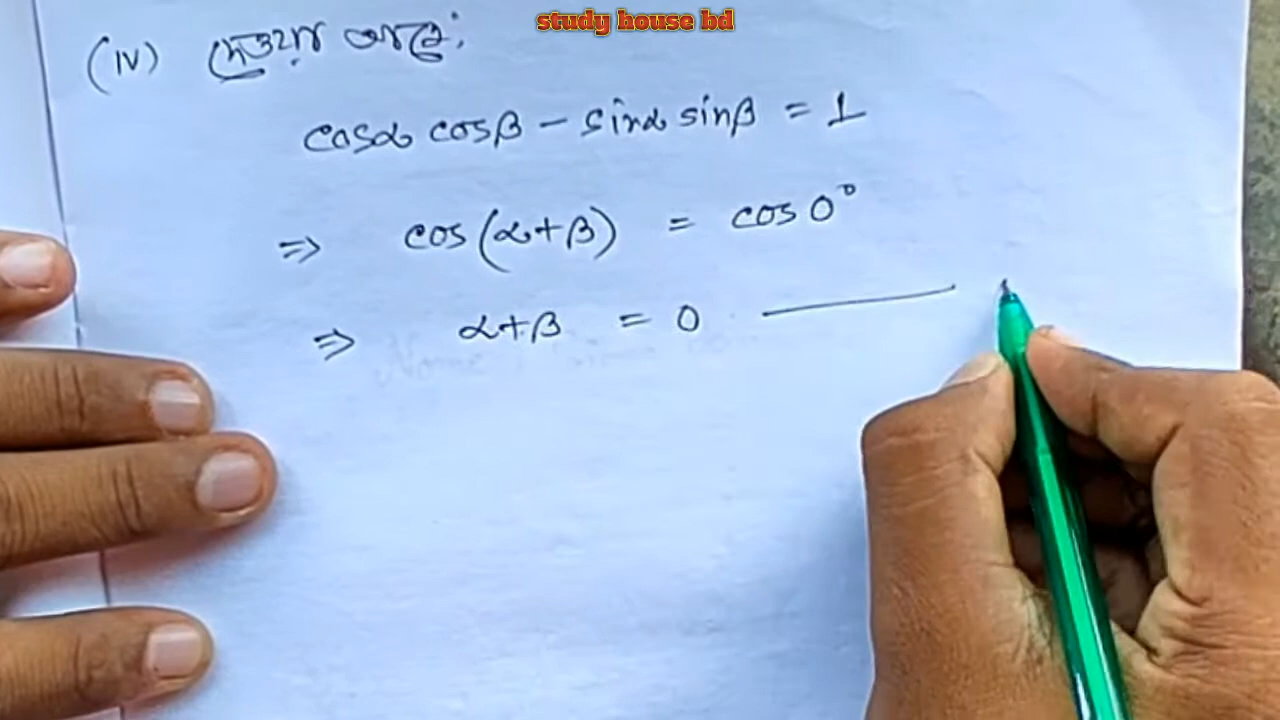 study house bd
(iv) দেওয়া আছে,
cosα cosβ − sinα sinβ = 1
⇒ cos(α+β) = cos 0°
⇒ α+β = 0 ———